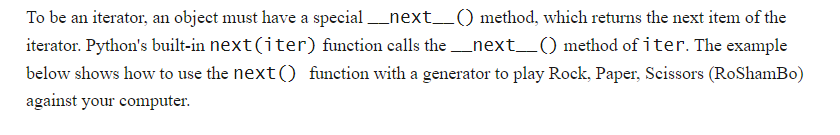 To be an iterator, an object must have a special __next__() method, which returns the next item of the
iterator. Python's built-in next(iter) function calls the __next__() method of iter. The example
below shows how to use the next() function with a generator to play Rock, Paper, Scissors (RoShamBo)
against your computer.